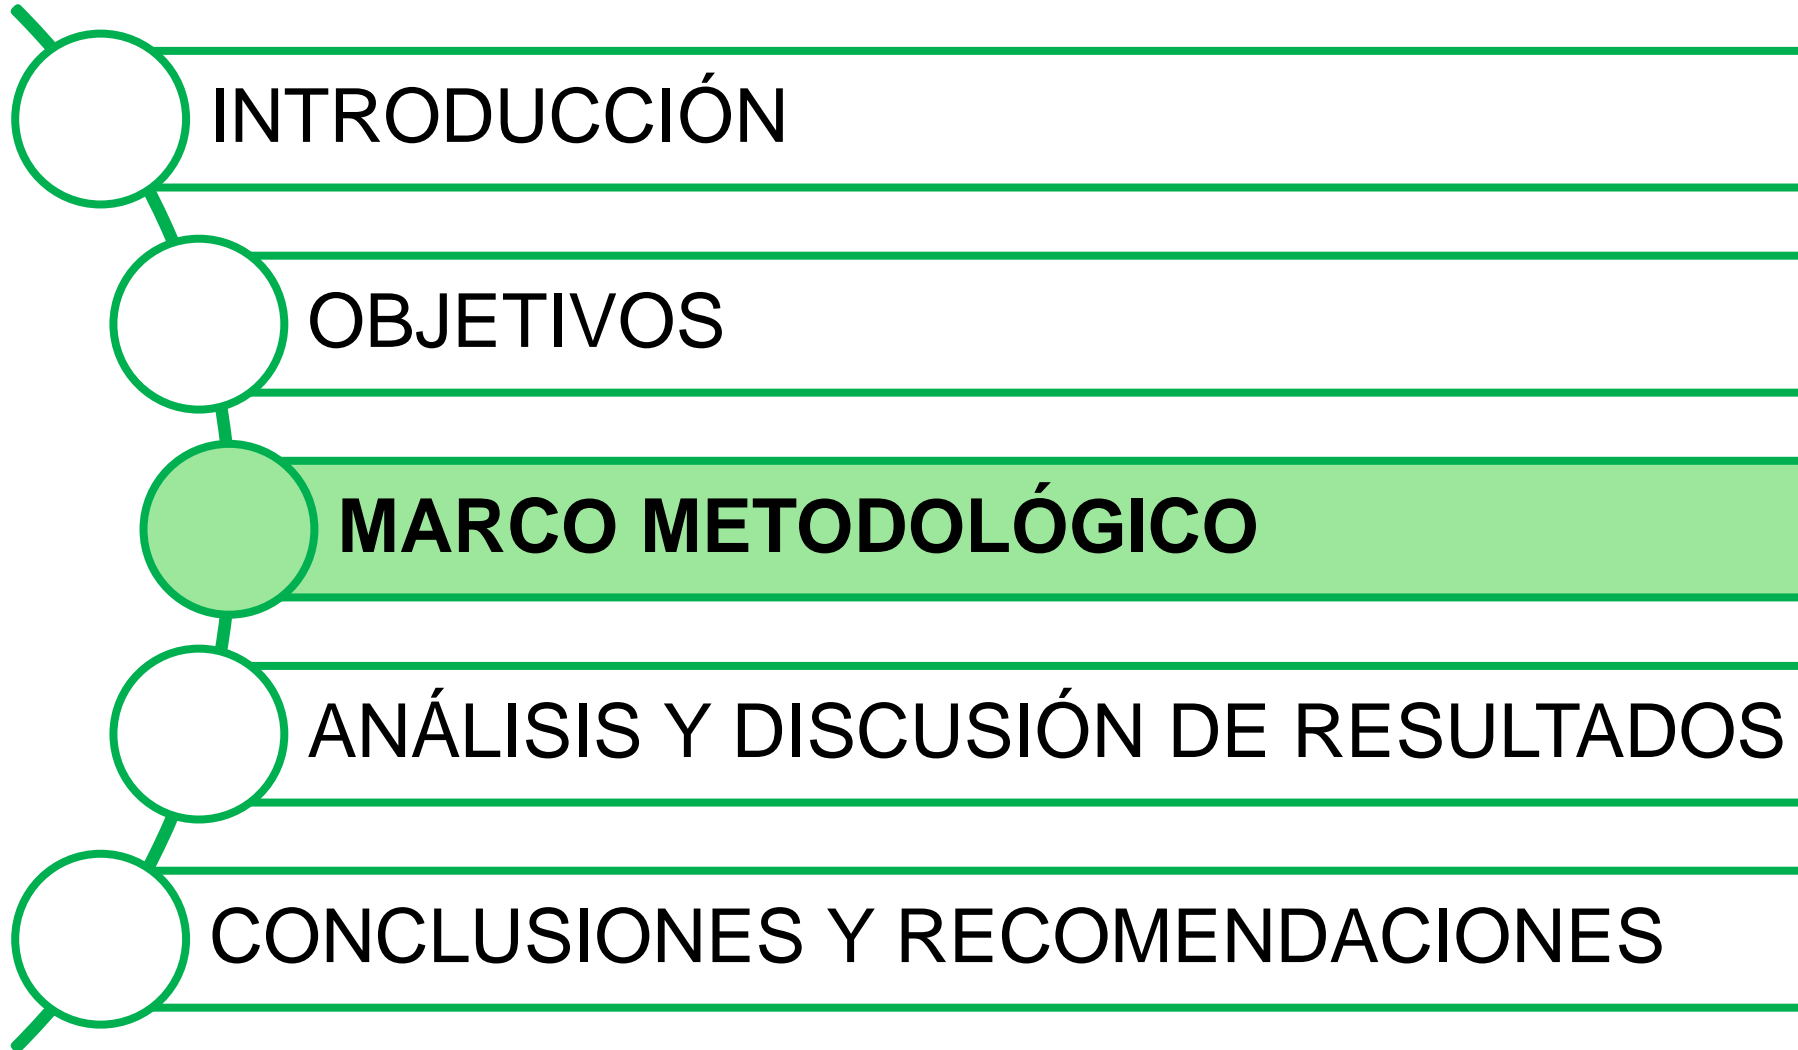 INTRODUCCIÓN
OBJETIVOS
MARCO METODOLÓGICO
ANÁLISIS Y DISCUSIÓN DE RESULTADOS
CONCLUSIONES Y RECOMENDACIONES